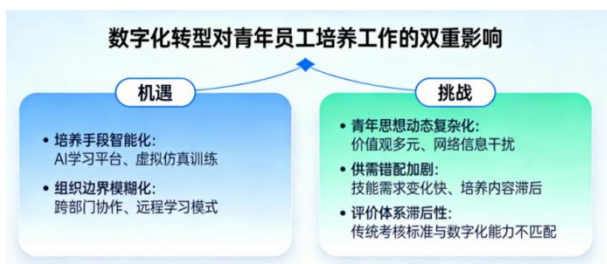 数字化转型对青年员工培养工作的双重影响
机遇
• 培养手段智能化：
AI学习平台、虚拟仿真训练
• 组织边界模糊化：
跨部门协作、远程学习模式
挑战
• 青年思想动态复杂化：
价值观多元、网络信息干扰
• 供需错配加剧：
技能需求变化快、培养内容滞后
• 评价体系滞后性：
传统考核标准与数字化能力不匹配